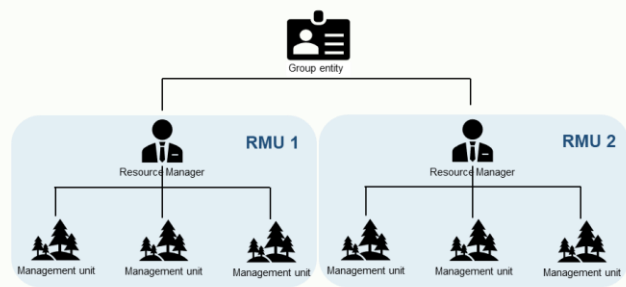 Group entity
RMU 1
RMU 2
Resource Manager
Resource Manager
Management unit
Management unit
Management unit
Management unit
Management unit
Management unit